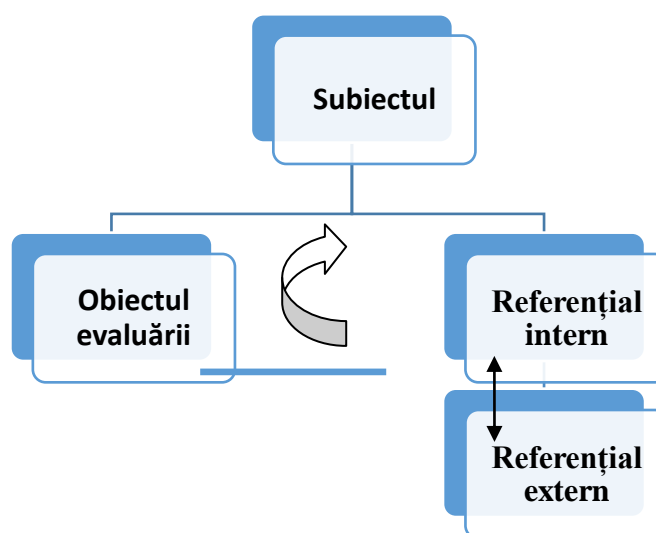 Subiectul
Obiectul
evaluării
Referențial
intern
Referențial
extern